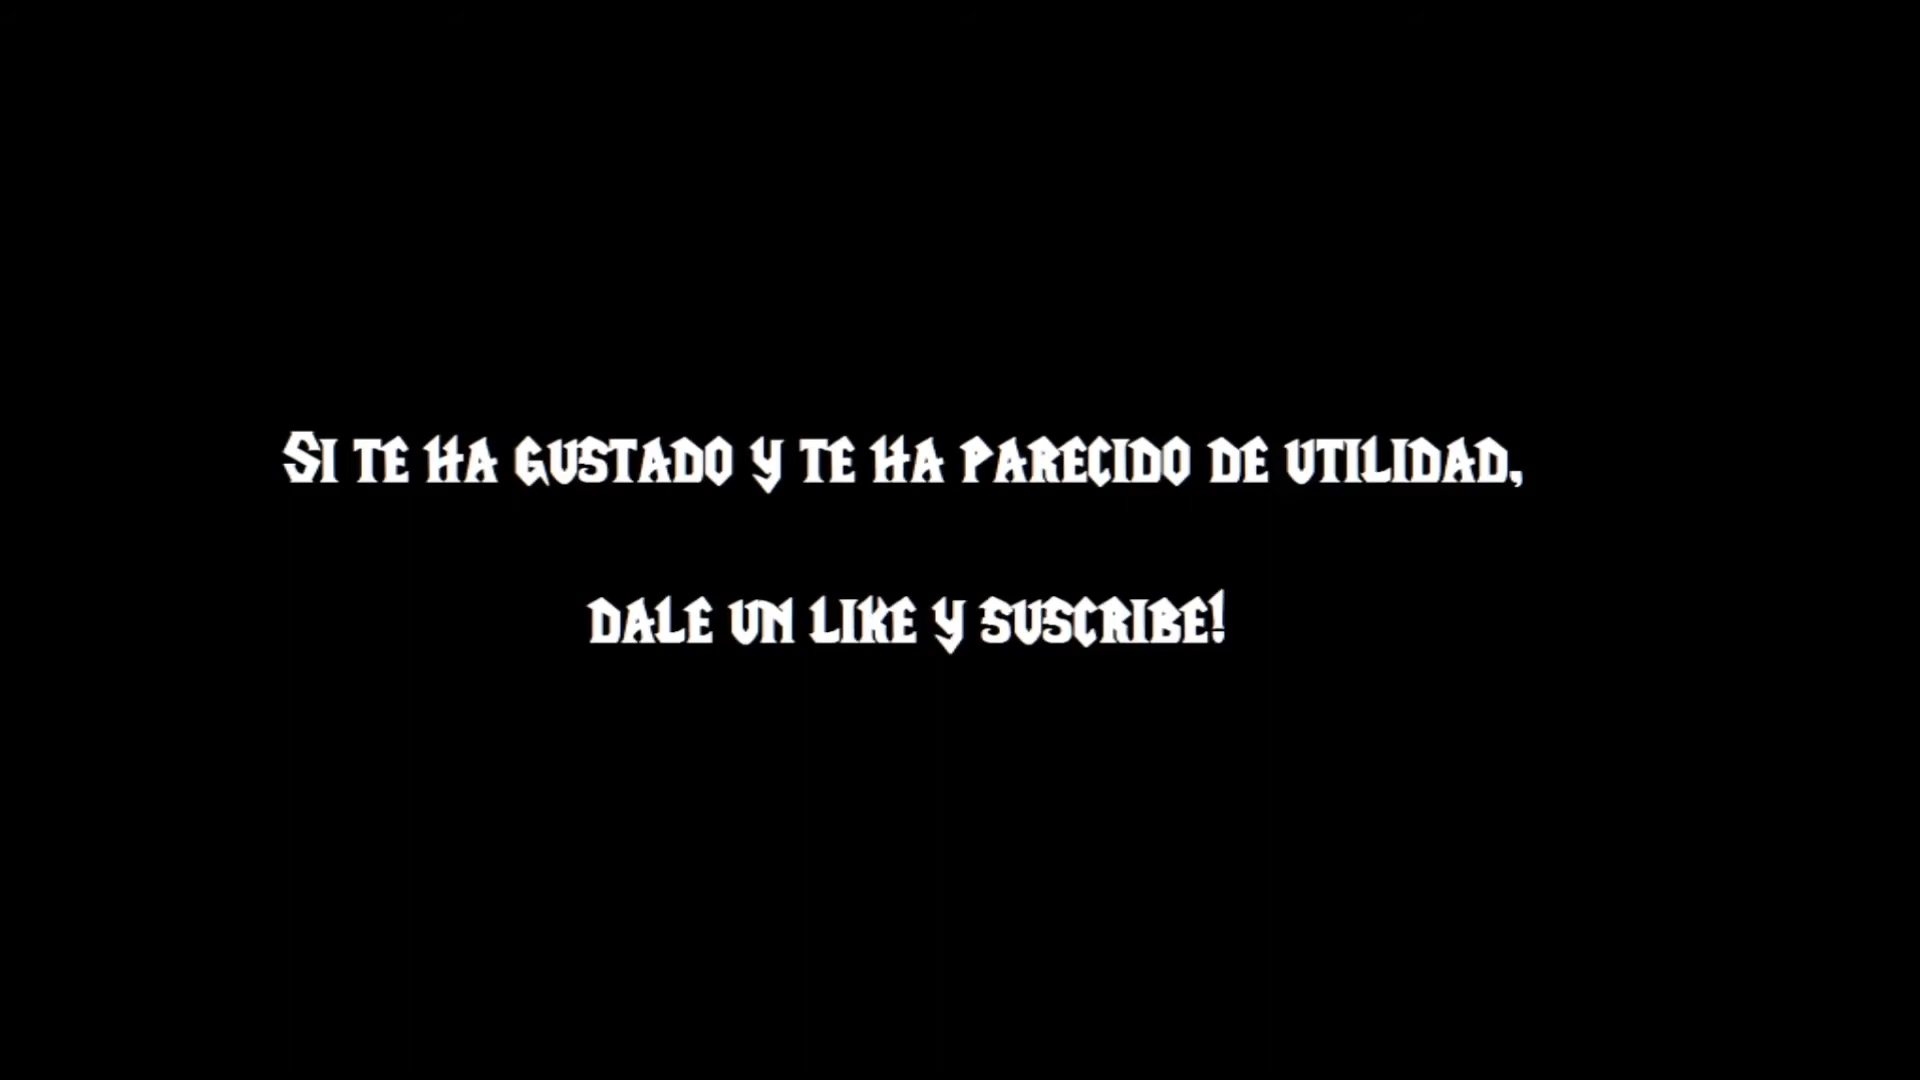 Si te ha gustado y te ha parecido de utilidad,
dale un like y suscribe!